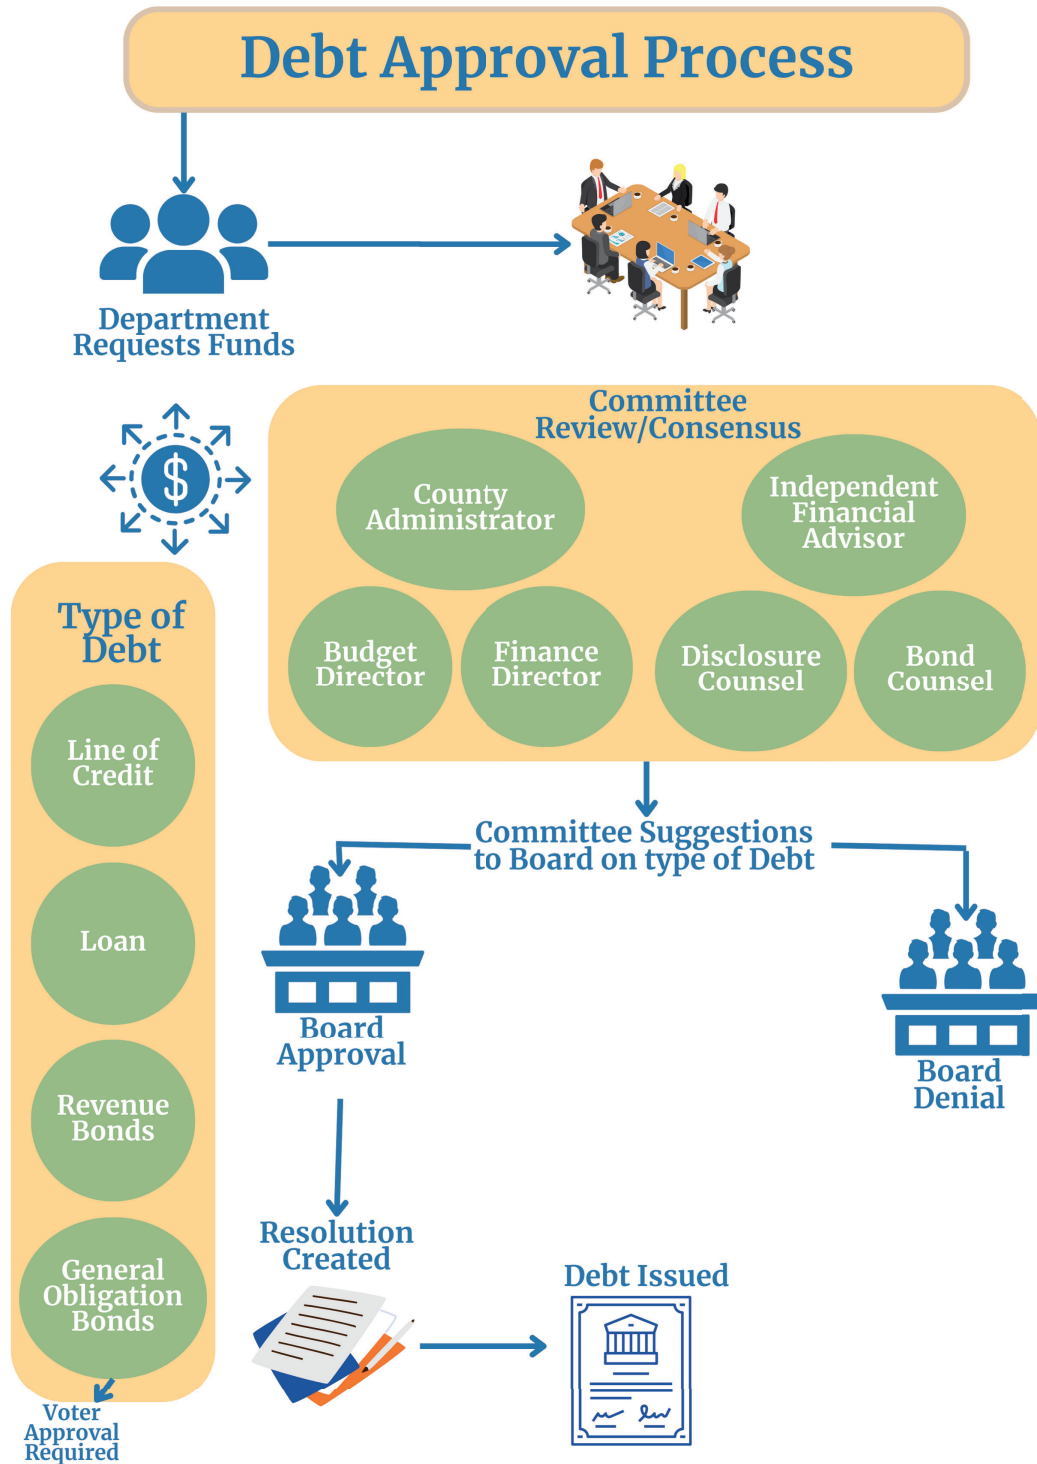 Debt Approval Process
Department
Requests Funds
Committee
Review/Consensus
County
Administrator
Independent
Financial
Advisor
Budget
Director
Finance
Director
Disclosure
Counsel
Bond
Counsel
Type of
Debt
Line of
Credit
Loan
Revenue
Bonds
General
Obligation
Bonds
Voter
Approval
Required
Committee Suggestions
to Board on type of Debt
Board
Approval
Board
Denial
Resolution
Created
Debt Issued